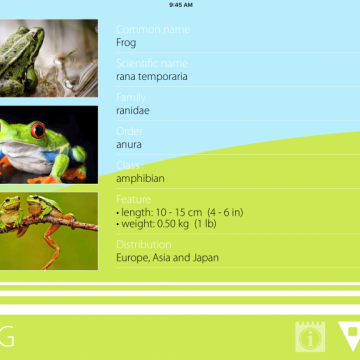 9:45 AM
Common name
Frog
Scientific name
rana temporaria
Family
ranidae
Order
anura
Class
amphibian
Feature
• length: 10 - 15 cm (4 - 6 in)
• weight: 0.50 kg (1 lb)
Distribution
Europe, Asia and Japan
G
i